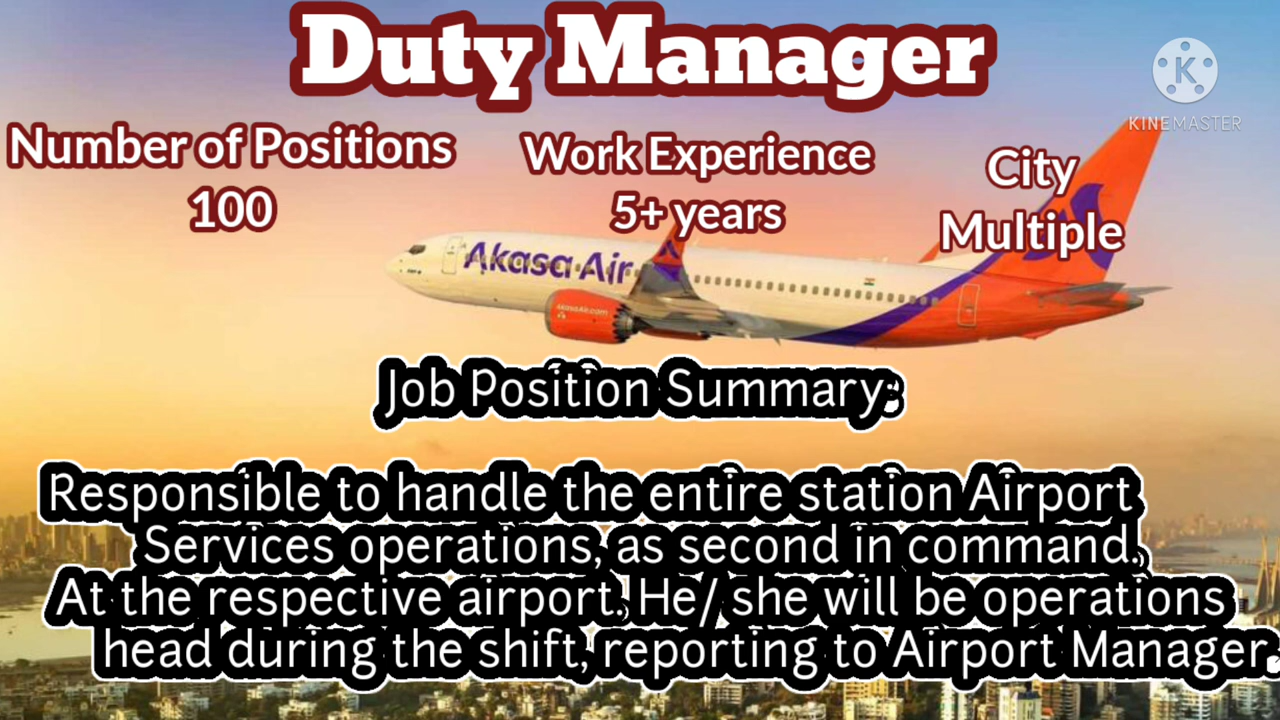 Duty Manager
K
KINEMASTER
Number of Positions
100
Work Experience
5+ years
City
Multiple
Akasa Air
AkasaAir.com
Job Position Summary:
Responsible to handle the entire station Airport
Services operations, as second in command.
At the respective airport. He/ she will be operations
head during the shift, reporting to Airport Manager.